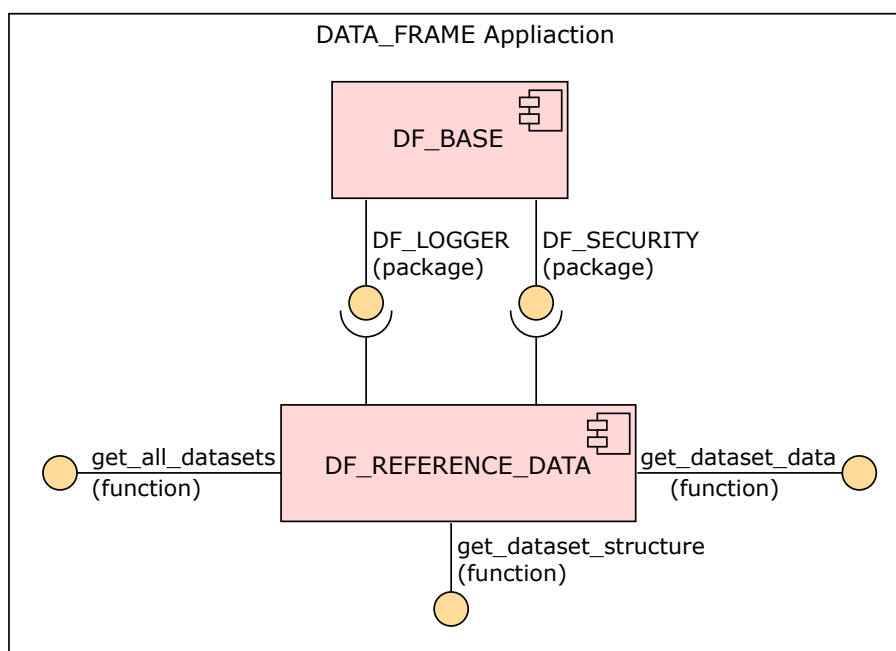 DATA_FRAME Appliaction
DF_BASE
DF_LOGGER
(package)
DF_SECURITY
(package)
get_all_datasets
(function)
DF_REFERENCE_DATA
get_dataset_data
(function)
get_dataset_structure
(function)